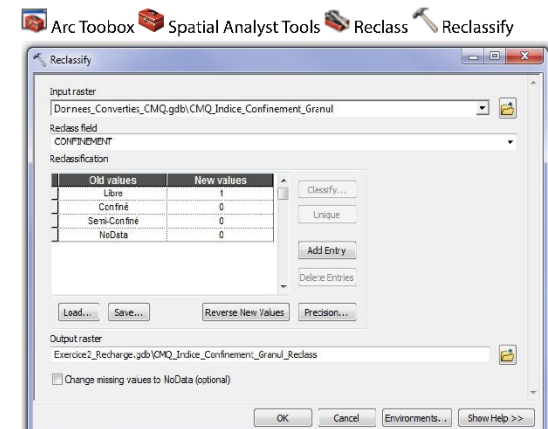 Arc Toobox Spatial Analyst Tools Reclass Reclassify
Reclassify
Input raster
Donnees_Converties_CMQ.gdb\CMQ_Indice_Confinement_Granul
Reclass field
CONFINEMENT
Reclassification
Old values New values
Libre 1
Confiné 0
Semi-Confiné 0
NoData 0
Classify...
Unique
Add Entry
Delete Entries
Load... Save... Reverse New Values Precision...
Output raster
Exercice2_Recharge.gdb\CMQ_Indice_Confinement_Granul_Reclass
Change missing values to NoData (optional)
OK Cancel Environments.. Show Help >>